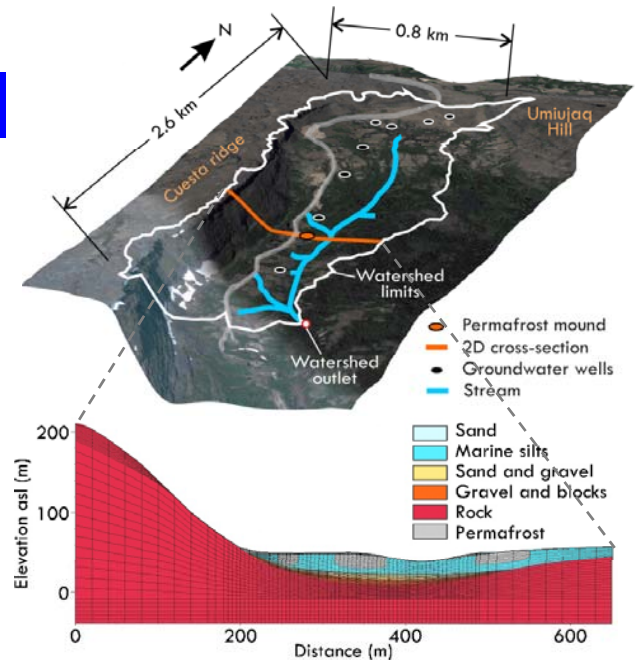 N
0.8 km
2.6 km
Umiujaq
Hill
Cuesta ridge
Watershed
limits
Watershed
outlet
Permafrost mound
2D cross-section
Groundwater wells
Stream
Sand
Marine silts
Sand and gravel
Gravel and blocks
Rock
Permafrost
Elevation asl (m)
200
100
0
0
200
400
600
Distance (m)